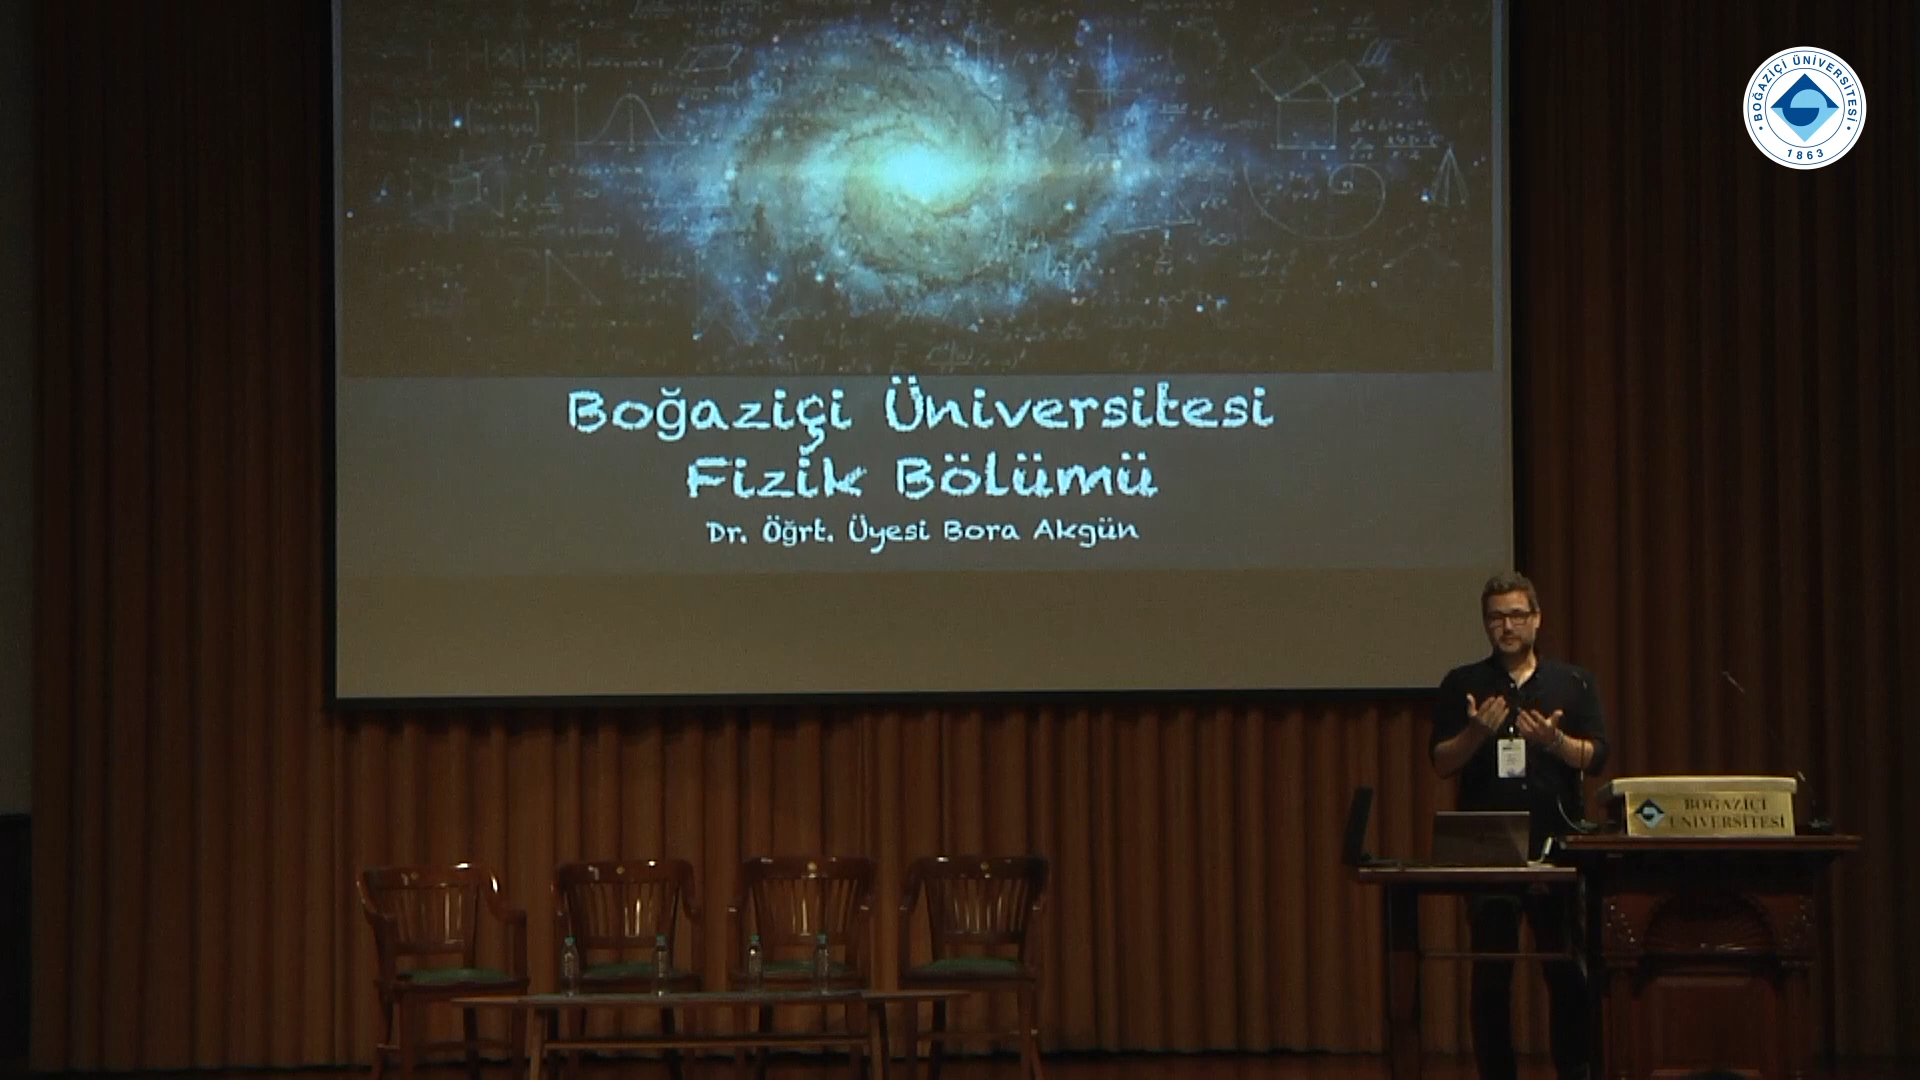 BOĞAZİÇİ ÜNİVERSİTESİ
1863
Boğaziçi Üniversitesi
Fizik Bölümü
Dr. Öğrt. Üyesi Bora Akgün
BOĞAZİÇİ
ÜNİVERSİTESİ